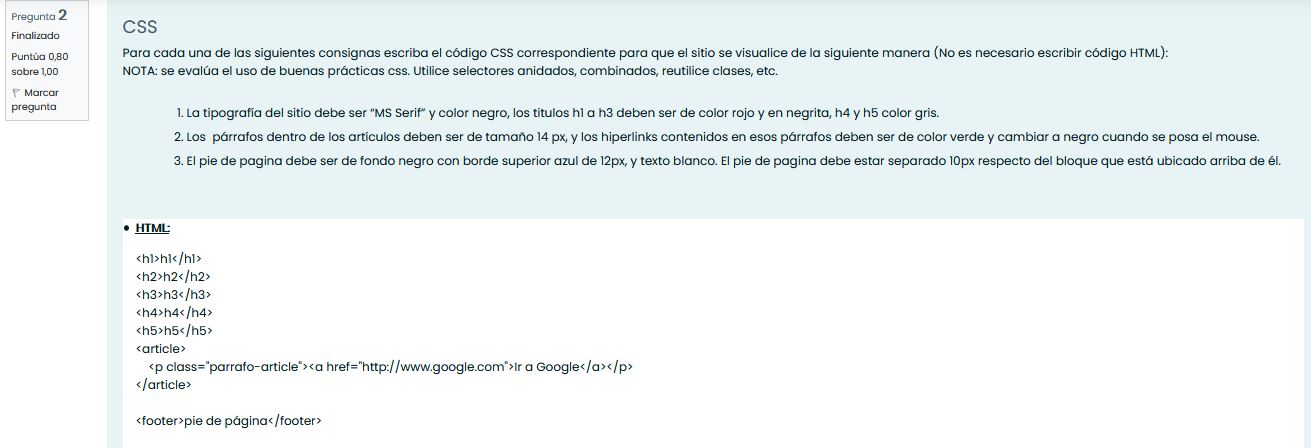 Pregunta 2
Finalizado
Puntúa 0,80
sobre 1,00
Marcar
pregunta
CSS
Para cada una de las siguientes consignas escriba el código CSS correspondiente para que el sitio se visualice de la siguiente manera (No es necesario escribir código HTML):
NOTA: se evalúa el uso de buenas prácticas css. Utilice selectores anidados, combinados, reutilice clases, etc.
1. La tipografía del sitio debe ser “MS Serif” y color negro, los titulos h1 a h3 deben ser de color rojo y en negrita, h4 y h5 color gris.
2. Los párrafos dentro de los artículos deben ser de tamaño 14 px, y los hiperlinks contenidos en esos párrafos deben ser de color verde y cambiar a negro cuando se posa el mouse.
3. El pie de pagina debe ser de fondo negro con borde superior azul de 12px, y texto blanco. El pie de pagina debe estar separado 10px respecto del bloque que está ubicado arriba de él.
• HTML:
<h1>h1</h1>
<h2>h2</h2>
<h3>h3</h3>
<h4>h4</h4>
<h5>h5</h5>
<article>
<p class="parrafo-article"><a href="http://www.google.com">Ir a Google</a></p>
</article>
<footer>pie de página</footer>